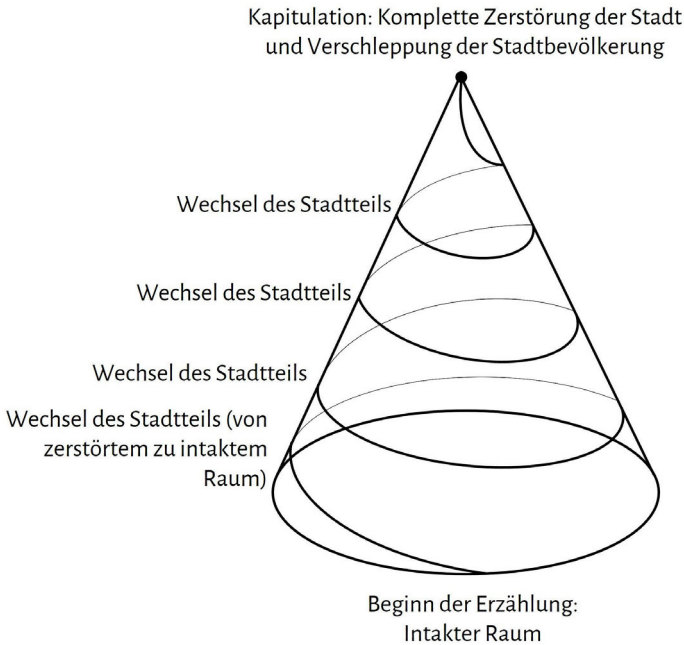 Kapitulation: Komplette Zerstörung der Stadt
und Verschleppung der Stadtbevölkerung
Wechsel des Stadtteils
Wechsel des Stadtteils
Wechsel des Stadtteils
Wechsel des Stadtteils (von
zerstörtem zu intaktem
Raum)
Beginn der Erzählung:
Intakter Raum